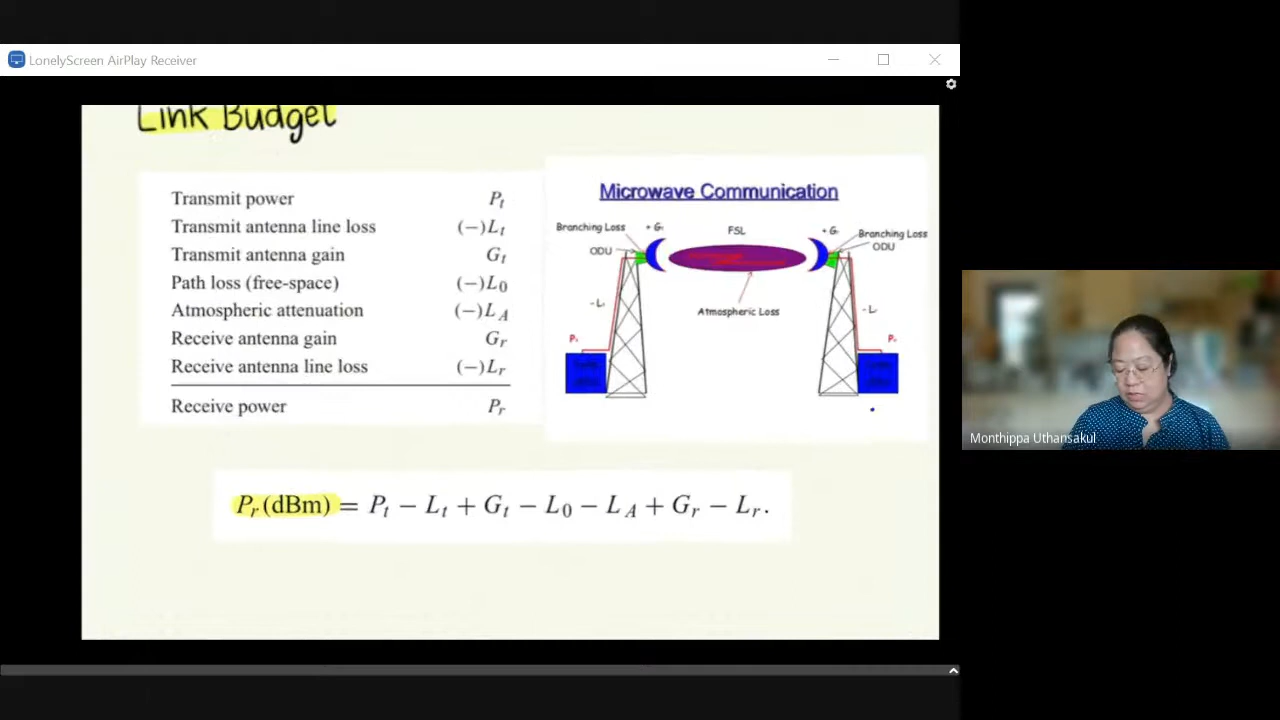 LonelyScreen AirPlay Receiver
Link Budget
Transmit power Pt
Transmit antenna line loss (−)Lt
Transmit antenna gain Gt
Path loss (free-space) (−)L0
Atmospheric attenuation (−)LA
Receive antenna gain Gr
Receive antenna line loss (−)Lr
Receive power Pr
Microwave Communication
Branching Loss
ODU
+ G
FSL
+ G
Branching Loss
ODU
- L
Atmospheric Loss
- L
P
P
Pr(dBm) = Pt − Lt + Gt − L0 − LA + Gr − Lr.
Monthippa Uthansakul